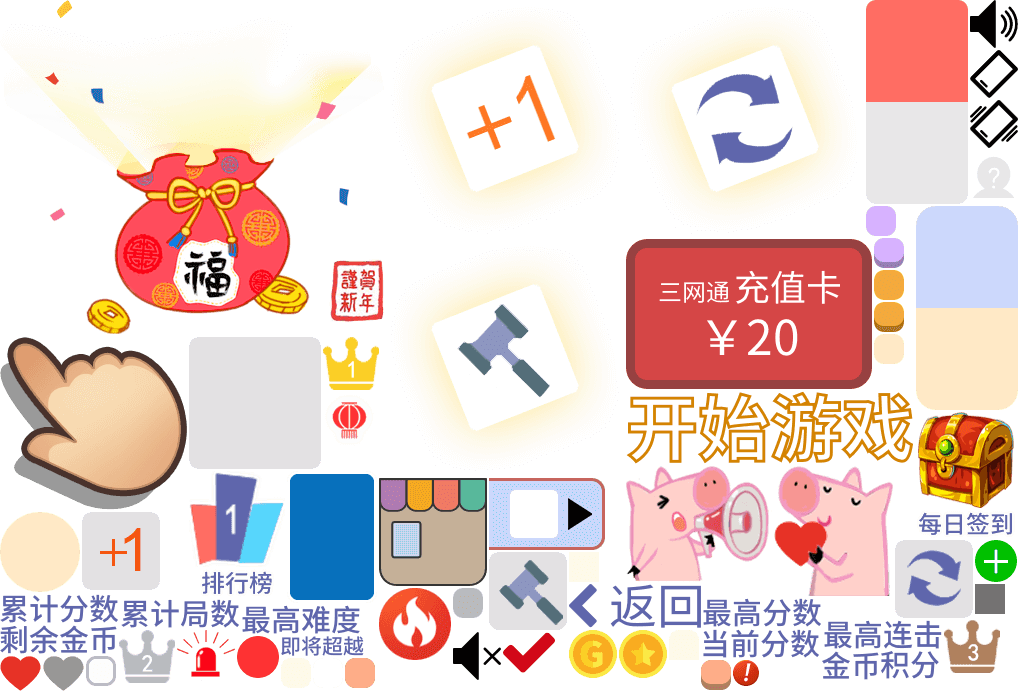 +1
?
福
謹賀
新年
三网通 充值卡
￥20
1
开始游戏
每日签到
+1
1
排行榜
累计分数
累计局数
最高难度
剩余金币
即将超越
返回
最高分数
当前分数
最高连击
金币积分
2
G
!
3